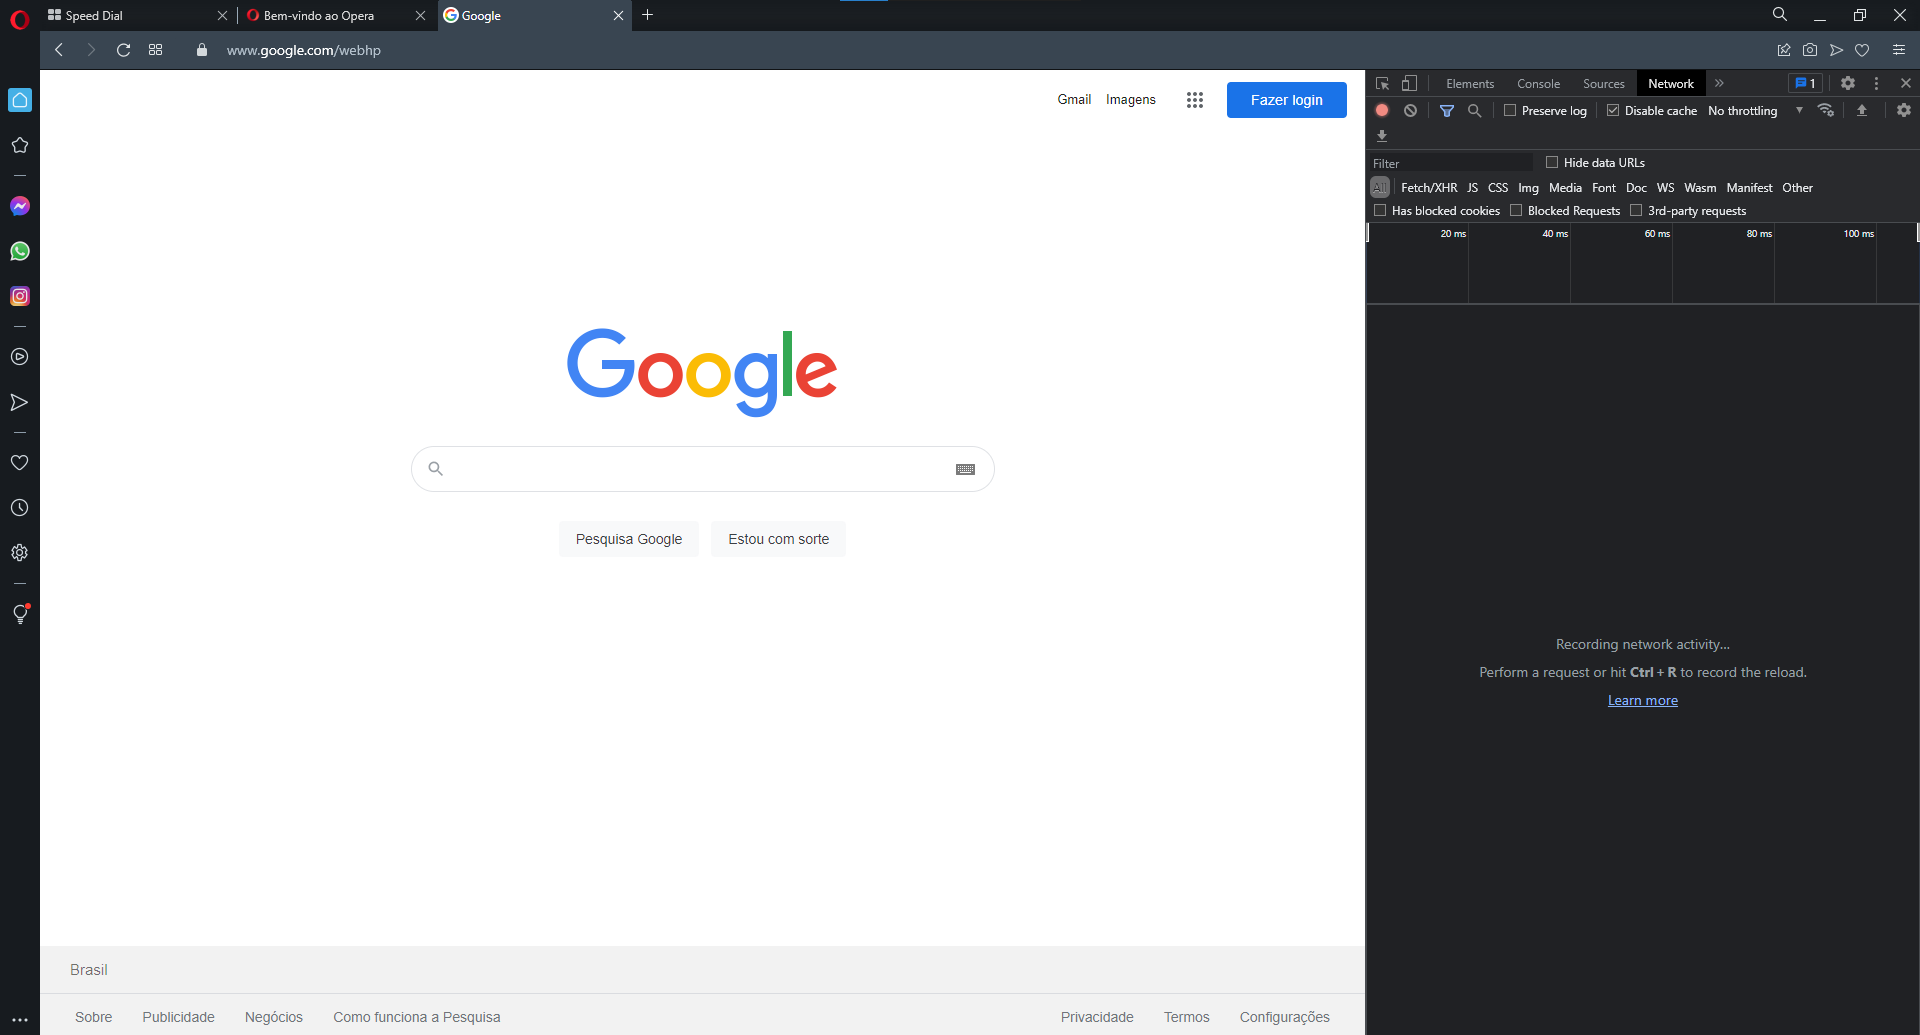 Speed Dial
Bem-vindo ao Opera
Google
www.google.com/webhp
Gmail
Imagens
Fazer login
Google
Pesquisa Google
Estou com sorte
Brasil
Sobre
Publicidade
Negócios
Como funciona a Pesquisa
Privacidade
Termos
Configurações
Elements
Console
Sources
Network
1
Preserve log
Disable cache
No throttling
Filter
Hide data URLs
All
Fetch/XHR
JS
CSS
Img
Media
Font
Doc
WS
Wasm
Manifest
Other
Has blocked cookies
Blocked Requests
3rd-party requests
20 ms
40 ms
60 ms
80 ms
100 ms
Recording network activity…
Perform a request or hit Ctrl + R to record the reload.
Learn more